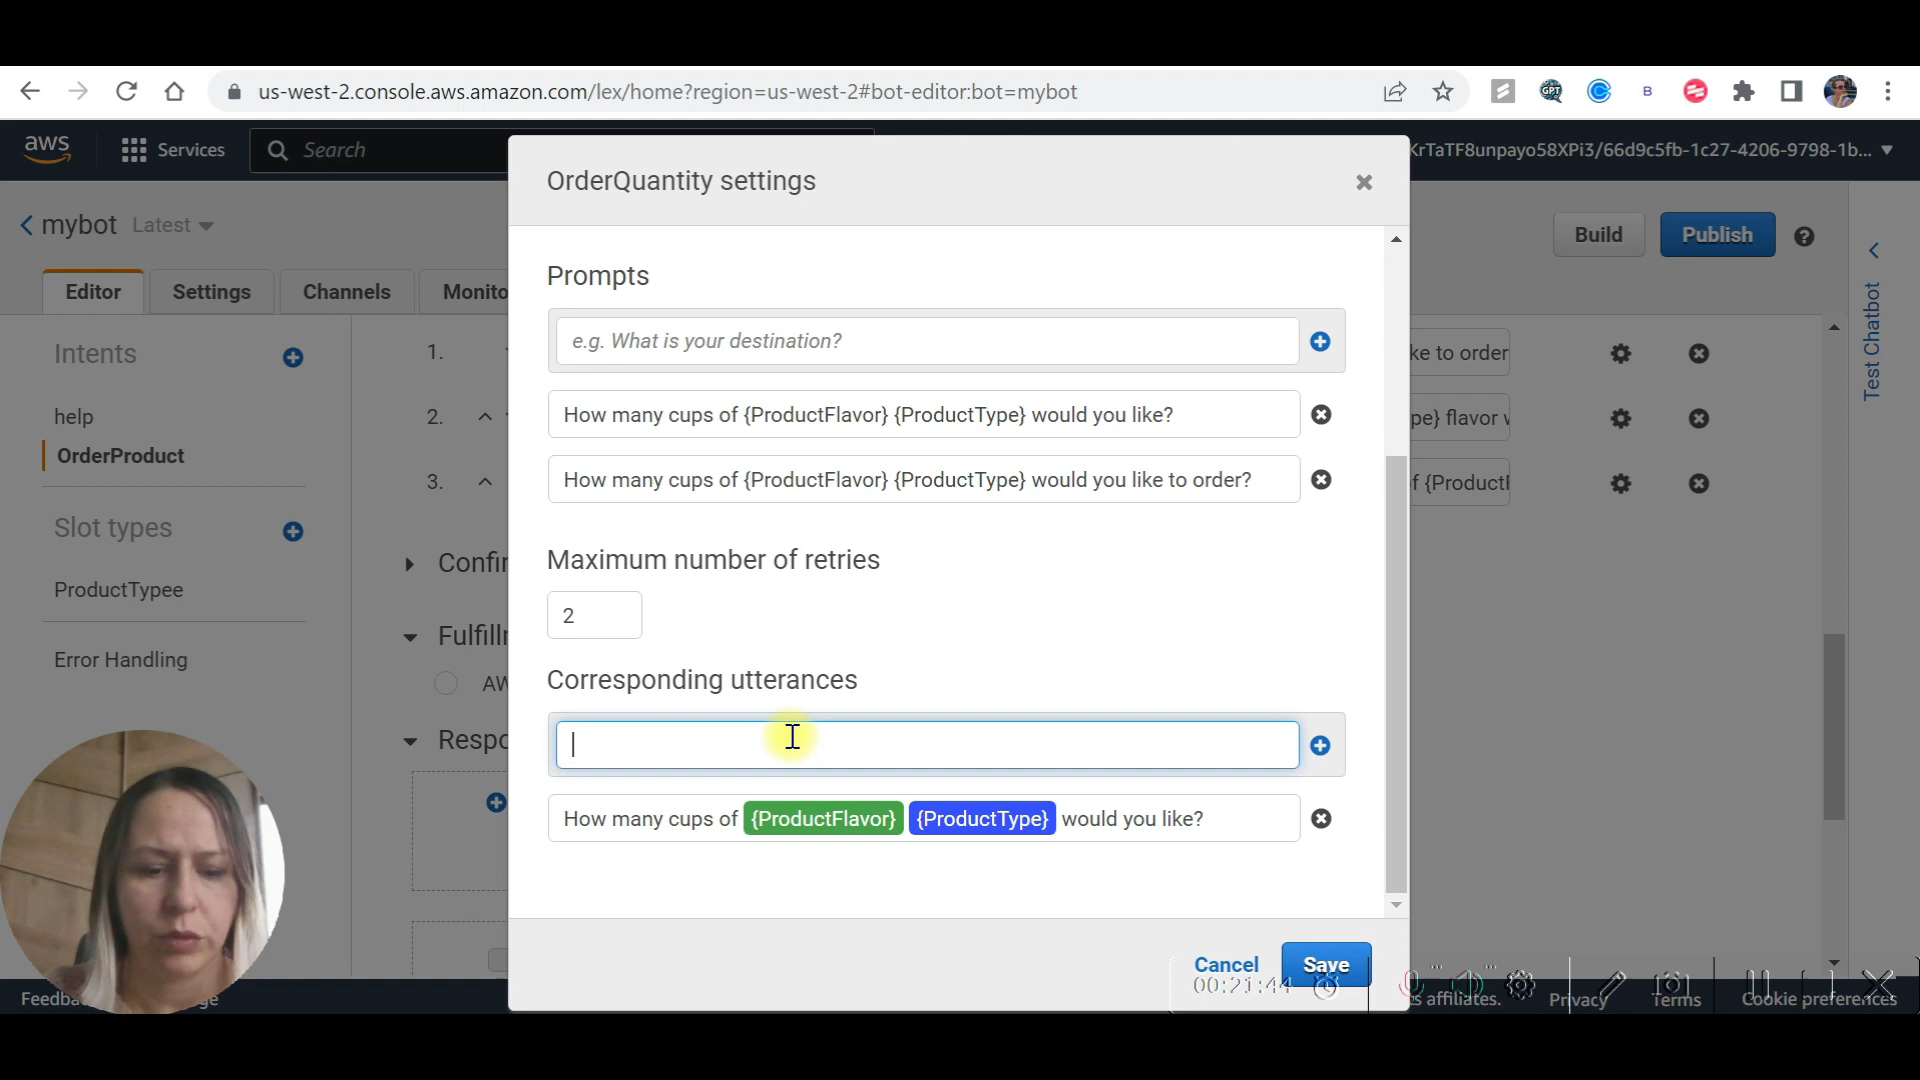 us-west-2.console.aws.amazon.com/lex/home?region=us-west-2#bot-editor:bot=mybot
GPT
B
aws
Services
Search
KrTaTF8unpayo58XPi3/66d9c5fb-1c27-4206-9798-1b...
mybot Latest
Build
Publish
?
Editor
Settings
Channels
Monito
Test Chatbot
Intents
help
OrderProduct
Slot types
ProductTypee
Error Handling
1.
2.
3.
Confir
Fulfill
AW
Respo
ke to order
pe} flavor
of {Product
OrderQuantity settings
Prompts
e.g. What is your destination?
How many cups of {ProductFlavor} {ProductType} would you like?
How many cups of {ProductFlavor} {ProductType} would you like to order?
Maximum number of retries
2
Corresponding utterances
How many cups of {ProductFlavor} {ProductType} would you like?
Cancel
Save
00:21:44
Feedba
ge
s affiliates.
Privacy
Terms
Cookie preferences